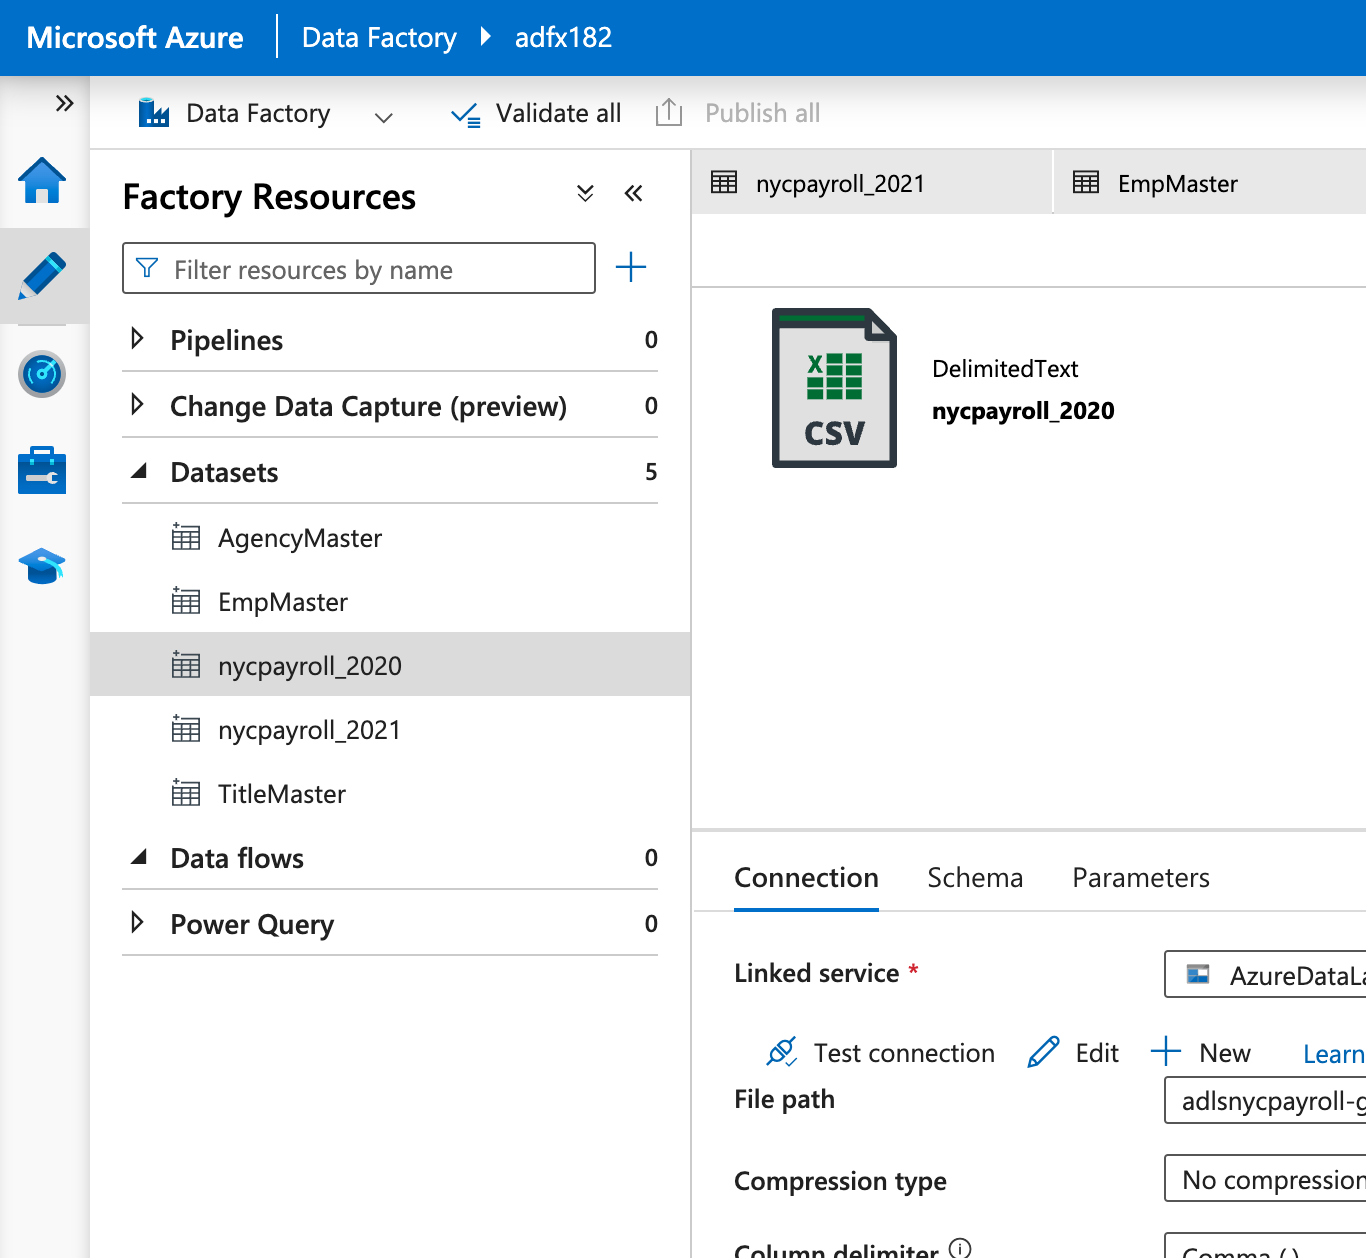 Microsoft Azure Data Factory adfx182
Data Factory Validate all Publish all
Factory Resources
Filter resources by name
Pipelines 0
Change Data Capture (preview) 0
Datasets 5
AgencyMaster
EmpMaster
nycpayroll_2020
nycpayroll_2021
TitleMaster
Data flows 0
Power Query 0
nycpayroll_2021 EmpMaster
X
CSV
DelimitedText
nycpayroll_2020
Connection Schema Parameters
Linked service * AzureDataLa
Test connection Edit New Learn
File path adlsnycpayroll-g
Compression type No compression
Column delimiter Comma (,)